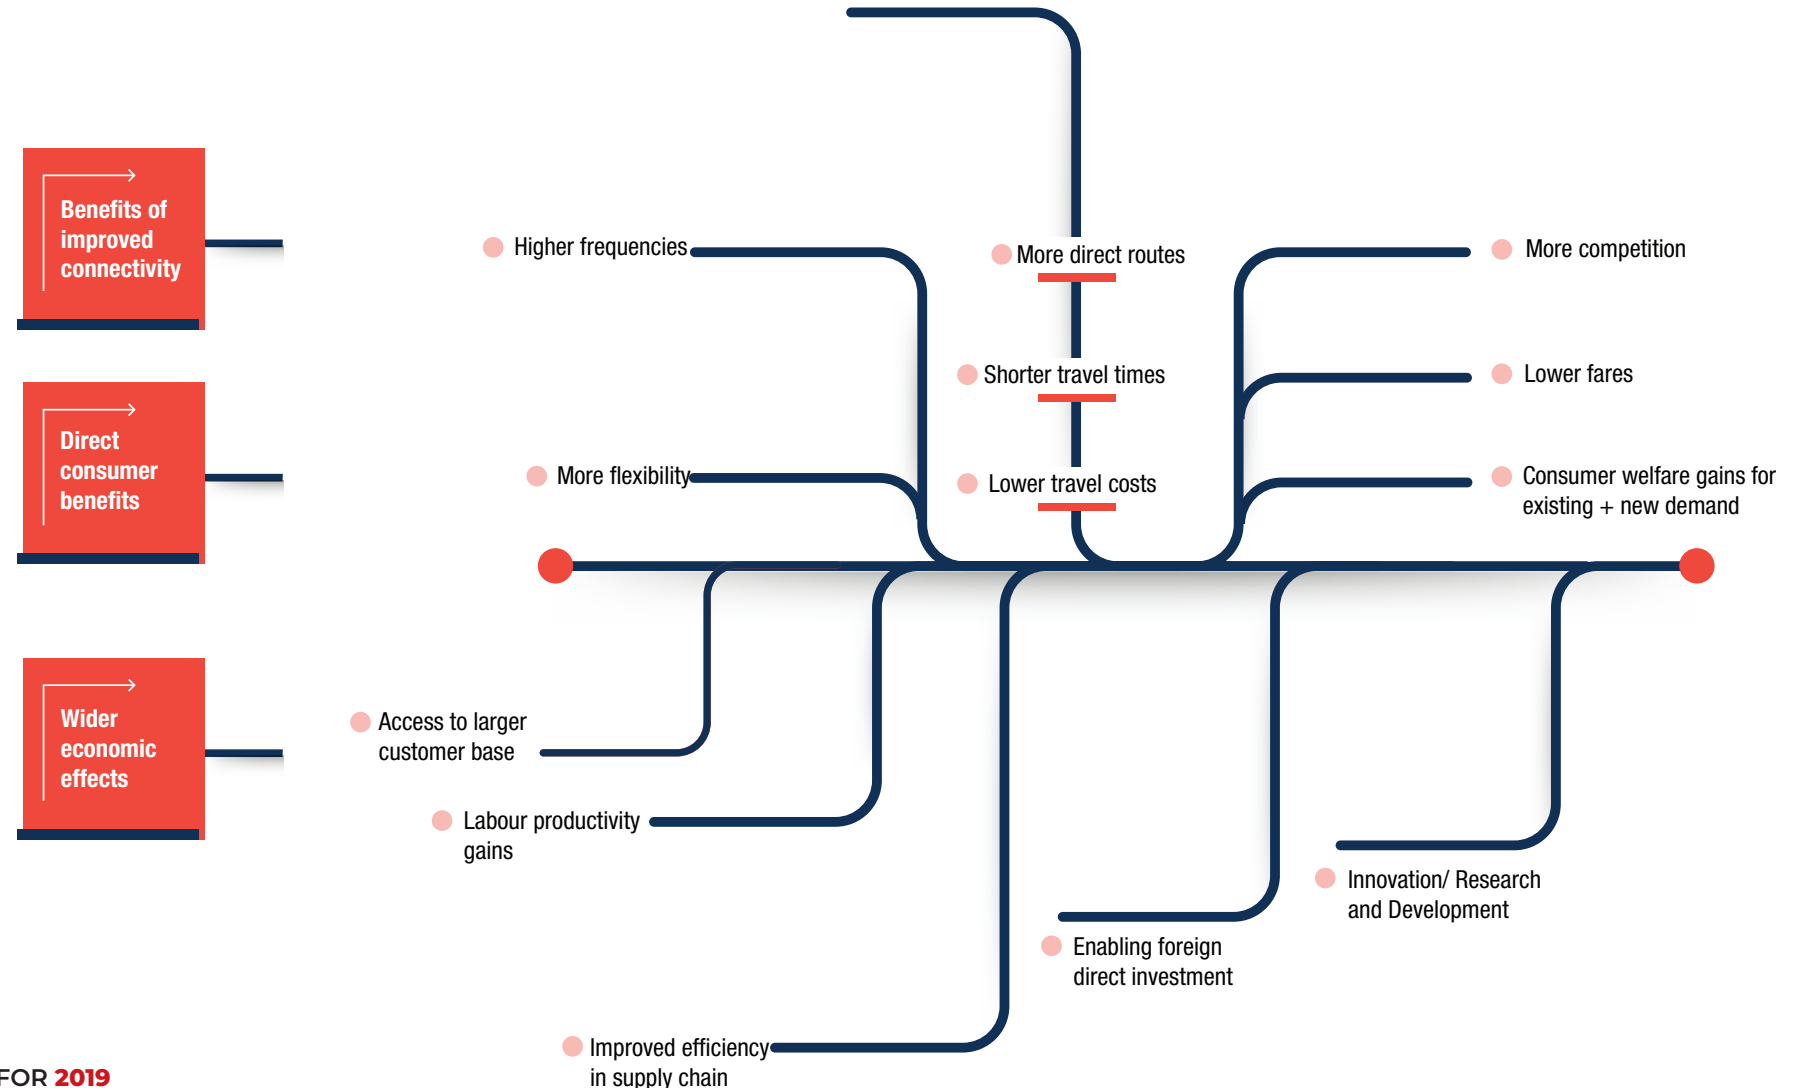 Benefits of
improved
connectivity
Higher frequencies
More direct routes
More competition
Shorter travel times
Lower fares
Direct
consumer
benefits
More flexibility
Lower travel costs
Consumer welfare gains for
existing + new demand
Wider
economic
effects
Access to larger
customer base
Labour productivity
gains
Innovation/ Research
and Development
Enabling foreign
direct investment
Improved efficiency
in supply chain
FOR 2019